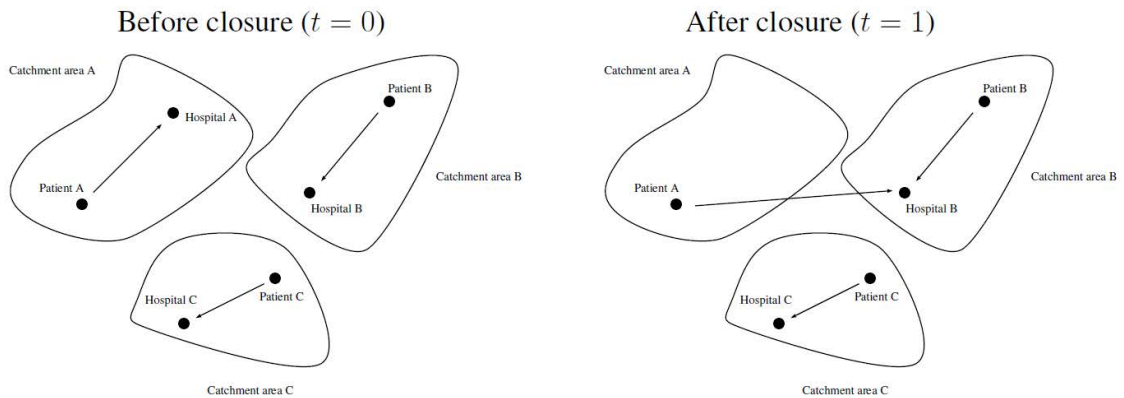 Before closure (t = 0)
Catchment area A
Patient B
Hospital A
Catchment area B
Patient A
Hospital B
Hospital C
Patient C
Catchment area C
After closure (t = 1)
Catchment area A
Patient B
Catchment area B
Patient A
Hospital B
Hospital C
Patient C
Catchment area C